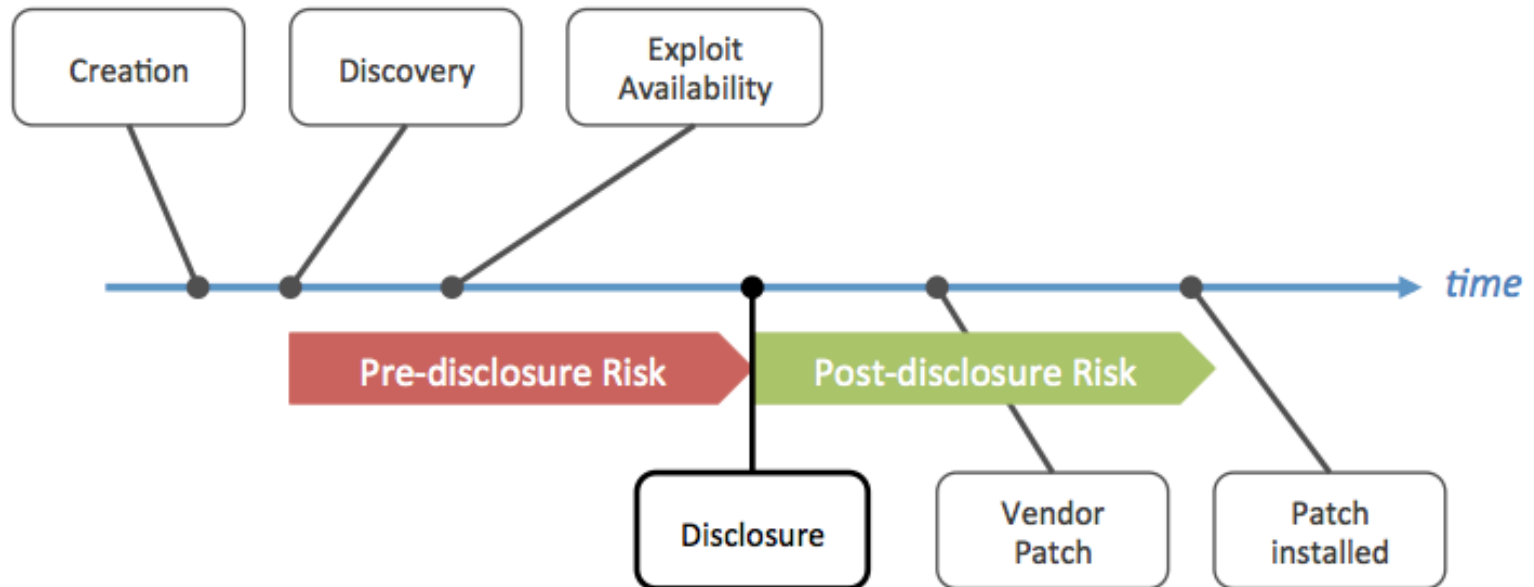 Creation
Discovery
Exploit
Availability
time
Pre-disclosure Risk
Post-disclosure Risk
Disclosure
Vendor
Patch
Patch
installed